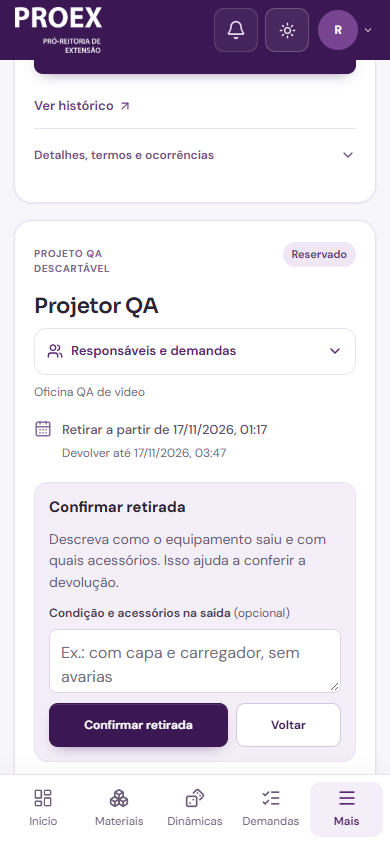 PROEX
PRÓ-REITORIA DE
EXTENSÃO
R
Ver histórico
Detalhes, termos e ocorrências
PROJETO QA
DESCARTÁVEL
Reservado
Projetor QA
Responsáveis e demandas
Oficina QA de vídeo
Retirar a partir de 17/11/2026, 01:17
Devolver até 17/11/2026, 03:47
Confirmar retirada
Descreva como o equipamento saiu e com
quais acessórios. Isso ajuda a conferir a
devolução.
Condição e acessórios na saída (opcional)
Ex.: com capa e carregador, sem
avarias
Confirmar retirada
Voltar
Início
Materiais
Dinâmicas
Demandas
Mais